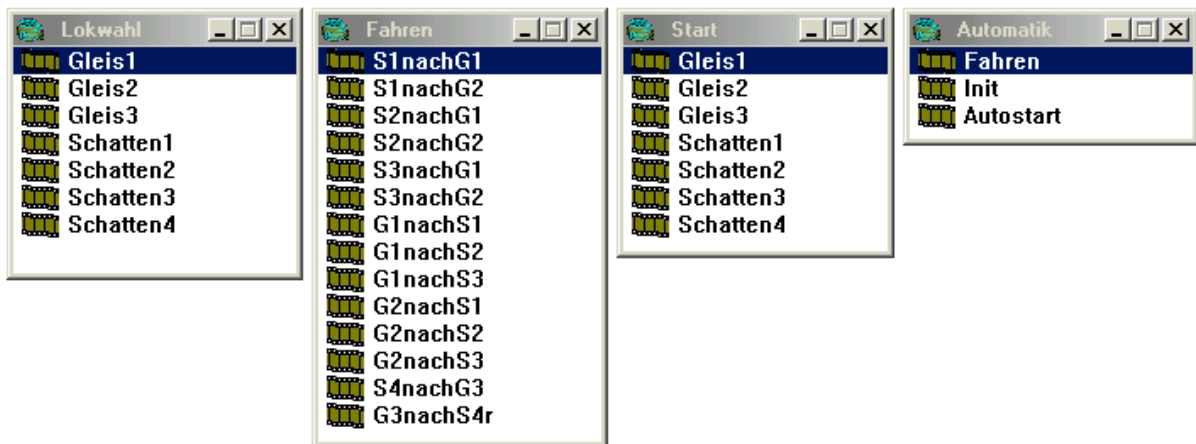 Lokwahl
Gleis1
Gleis2
Gleis3
Schatten1
Schatten2
Schatten3
Schatten4
Fahren
S1nachG1
S1nachG2
S2nachG1
S2nachG2
S3nachG1
S3nachG2
G1nachS1
G1nachS2
G1nachS3
G2nachS1
G2nachS2
G2nachS3
S4nachG3
G3nachS4r
Start
Gleis1
Gleis2
Gleis3
Schatten1
Schatten2
Schatten3
Schatten4
Automatik
Fahren
Init
Autostart